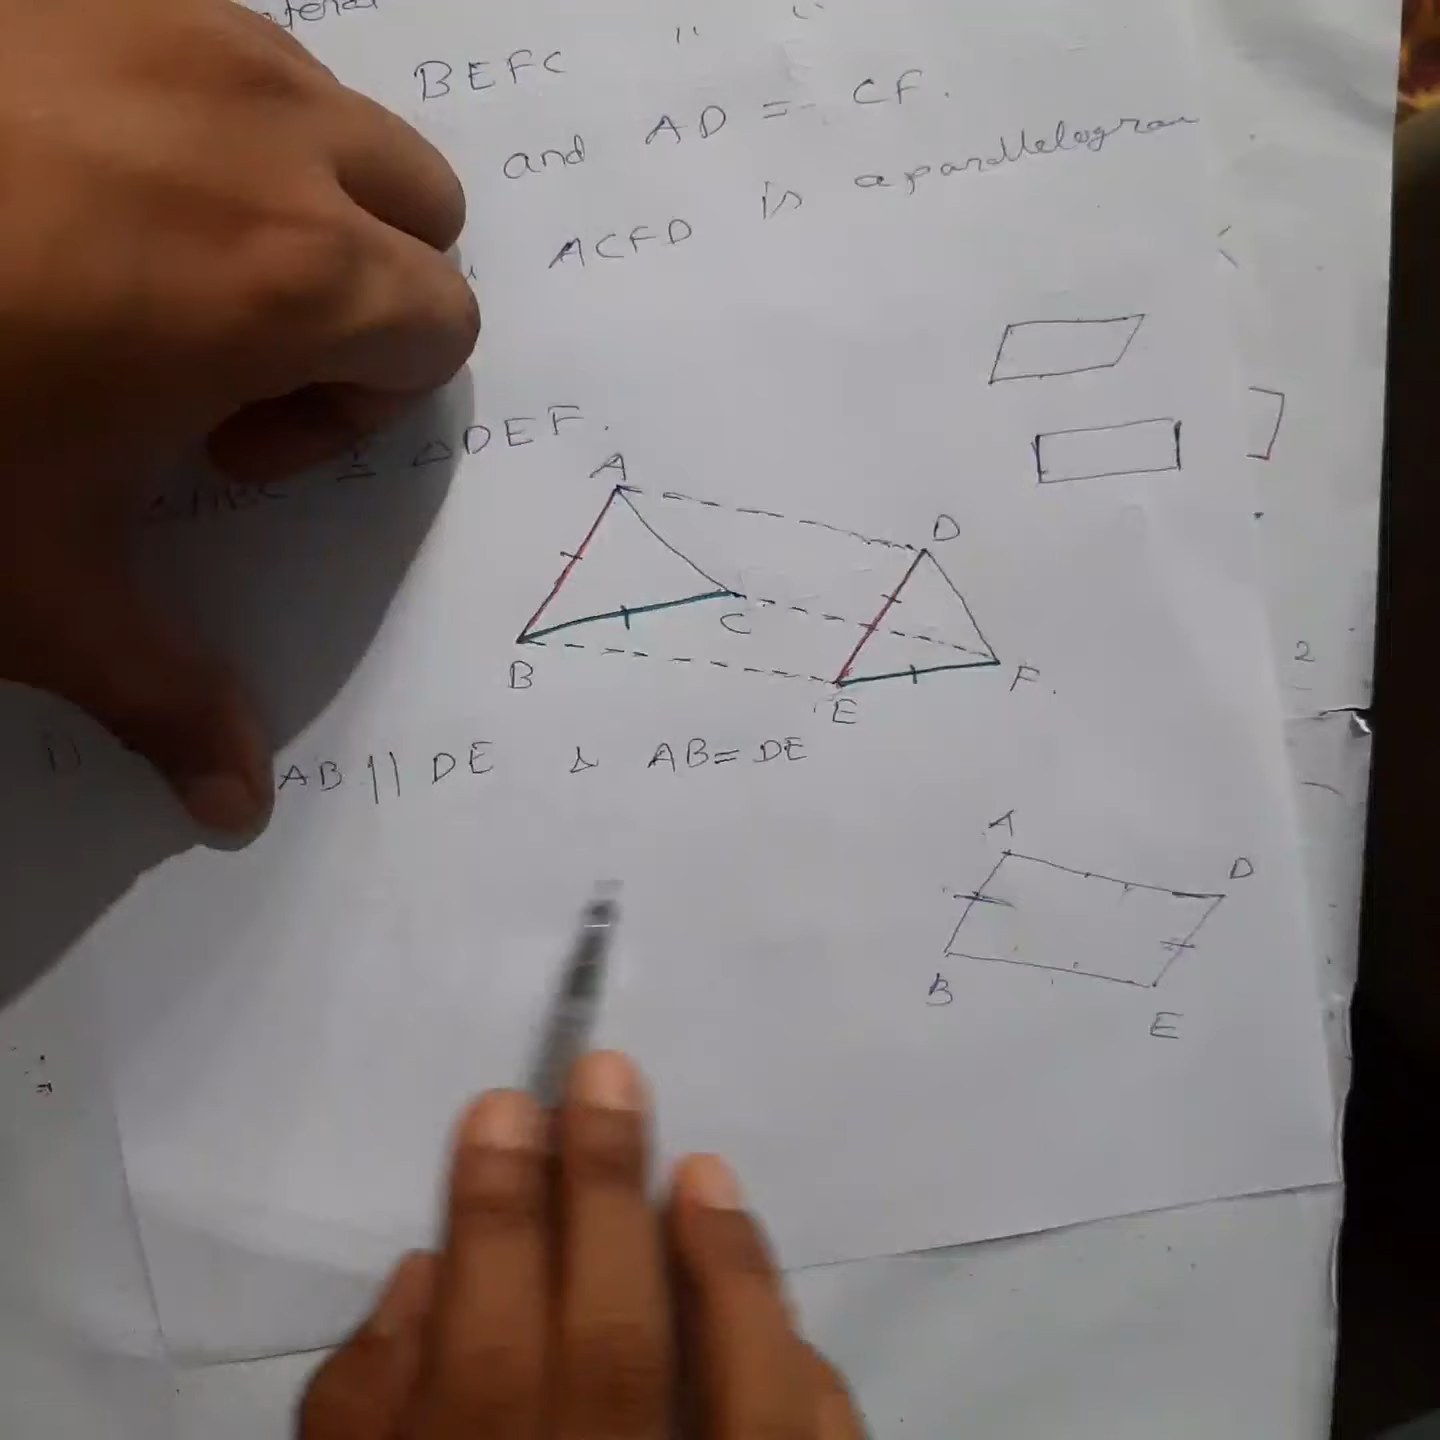 BEFC " "
and AD = CF.
ACFD is a parallelogram
≅ △DEF.
A
D
C
B
F.
E
i)
AB || DE & AB = DE
A
D
B
E
2